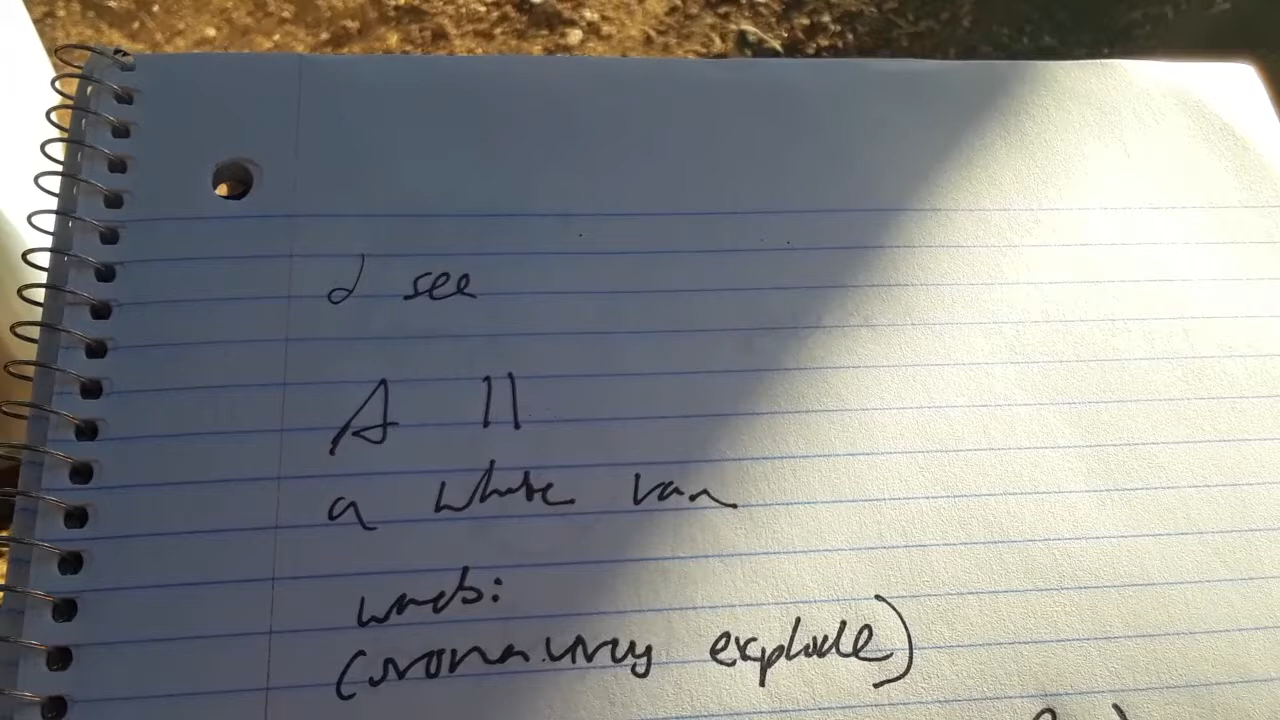 I see
A 11
a white van
words:
(coronavirus explode)